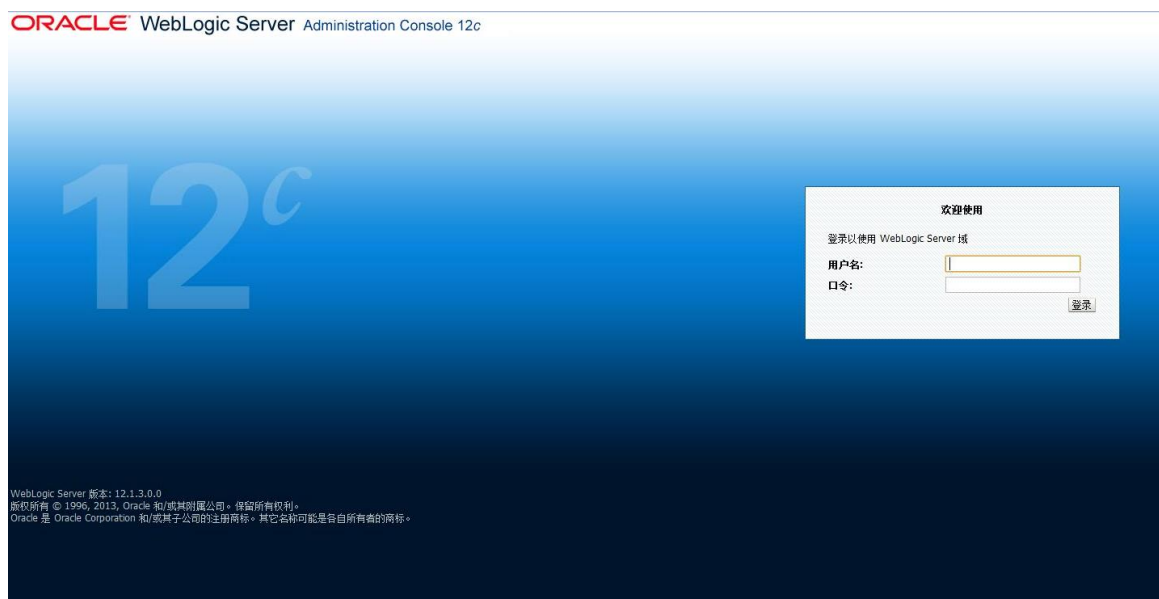 ORACLE WebLogic Server Administration Console 12c
12c
欢迎使用
登录以使用 WebLogic Server 域
用户名:
口令:
登录
WebLogic Server 版本: 12.1.3.0.0
版权所有 © 1996, 2013, Oracle 和/或其附属公司。保留所有权利。
Oracle 是 Oracle Corporation 和/或其子公司的注册商标。其它名称可能是各自所有者的商标。